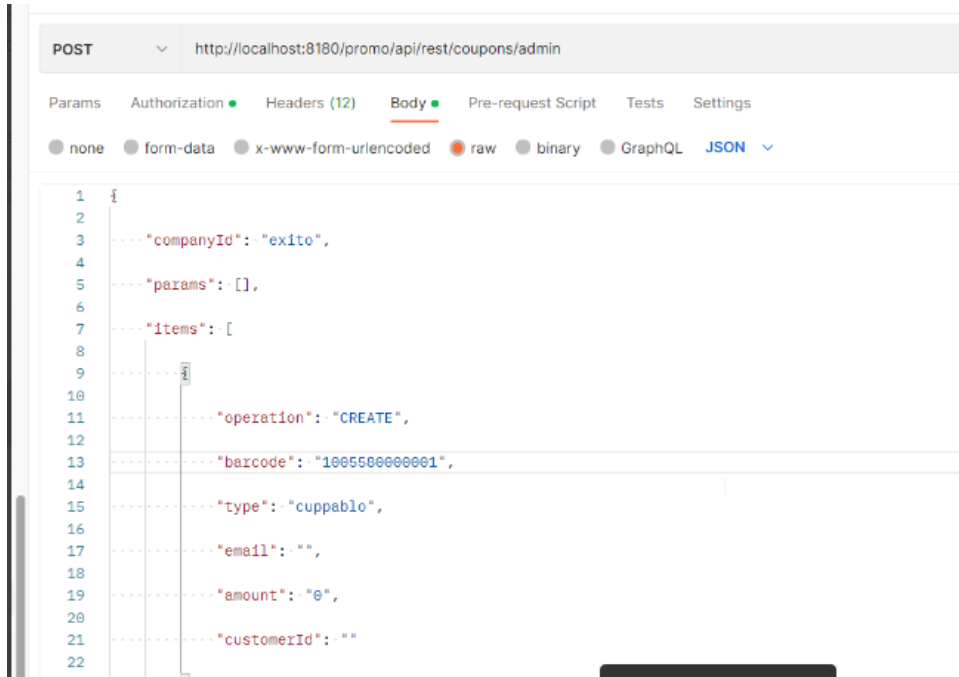 POST http://localhost:8180/promo/api/rest/coupons/admin
Params Authorization Headers (12) Body Pre-request Script Tests Settings
none form-data x-www-form-urlencoded raw binary GraphQL JSON
1 {
2
3 "companyId": "exito",
4
5 "params": [],
6
7 "items": [
8
9 {
10
11 "operation": "CREATE",
12
13 "barcode": "1005580000001",
14
15 "type": "cuppablo",
16
17 "email": "",
18
19 "amount": "0",
20
21 "customerId": ""
22